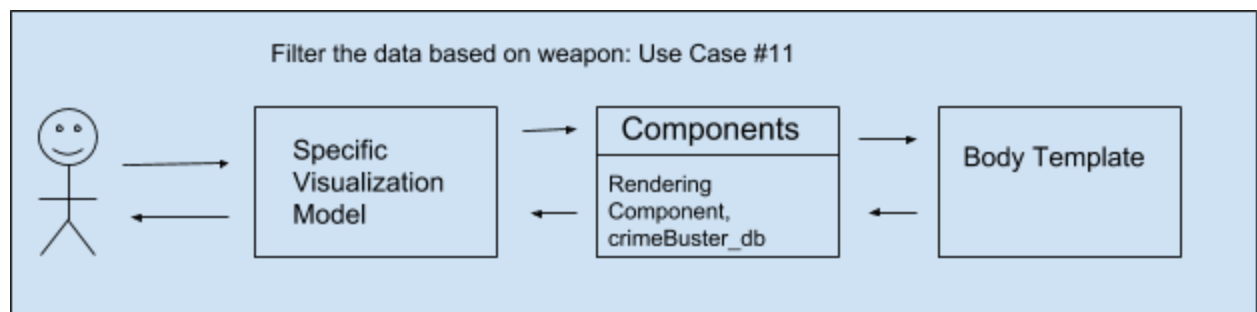 Filter the data based on weapon: Use Case #11
Specific
Visualization
Model
Components
Rendering
Component,
crimeBuster_db
Body Template